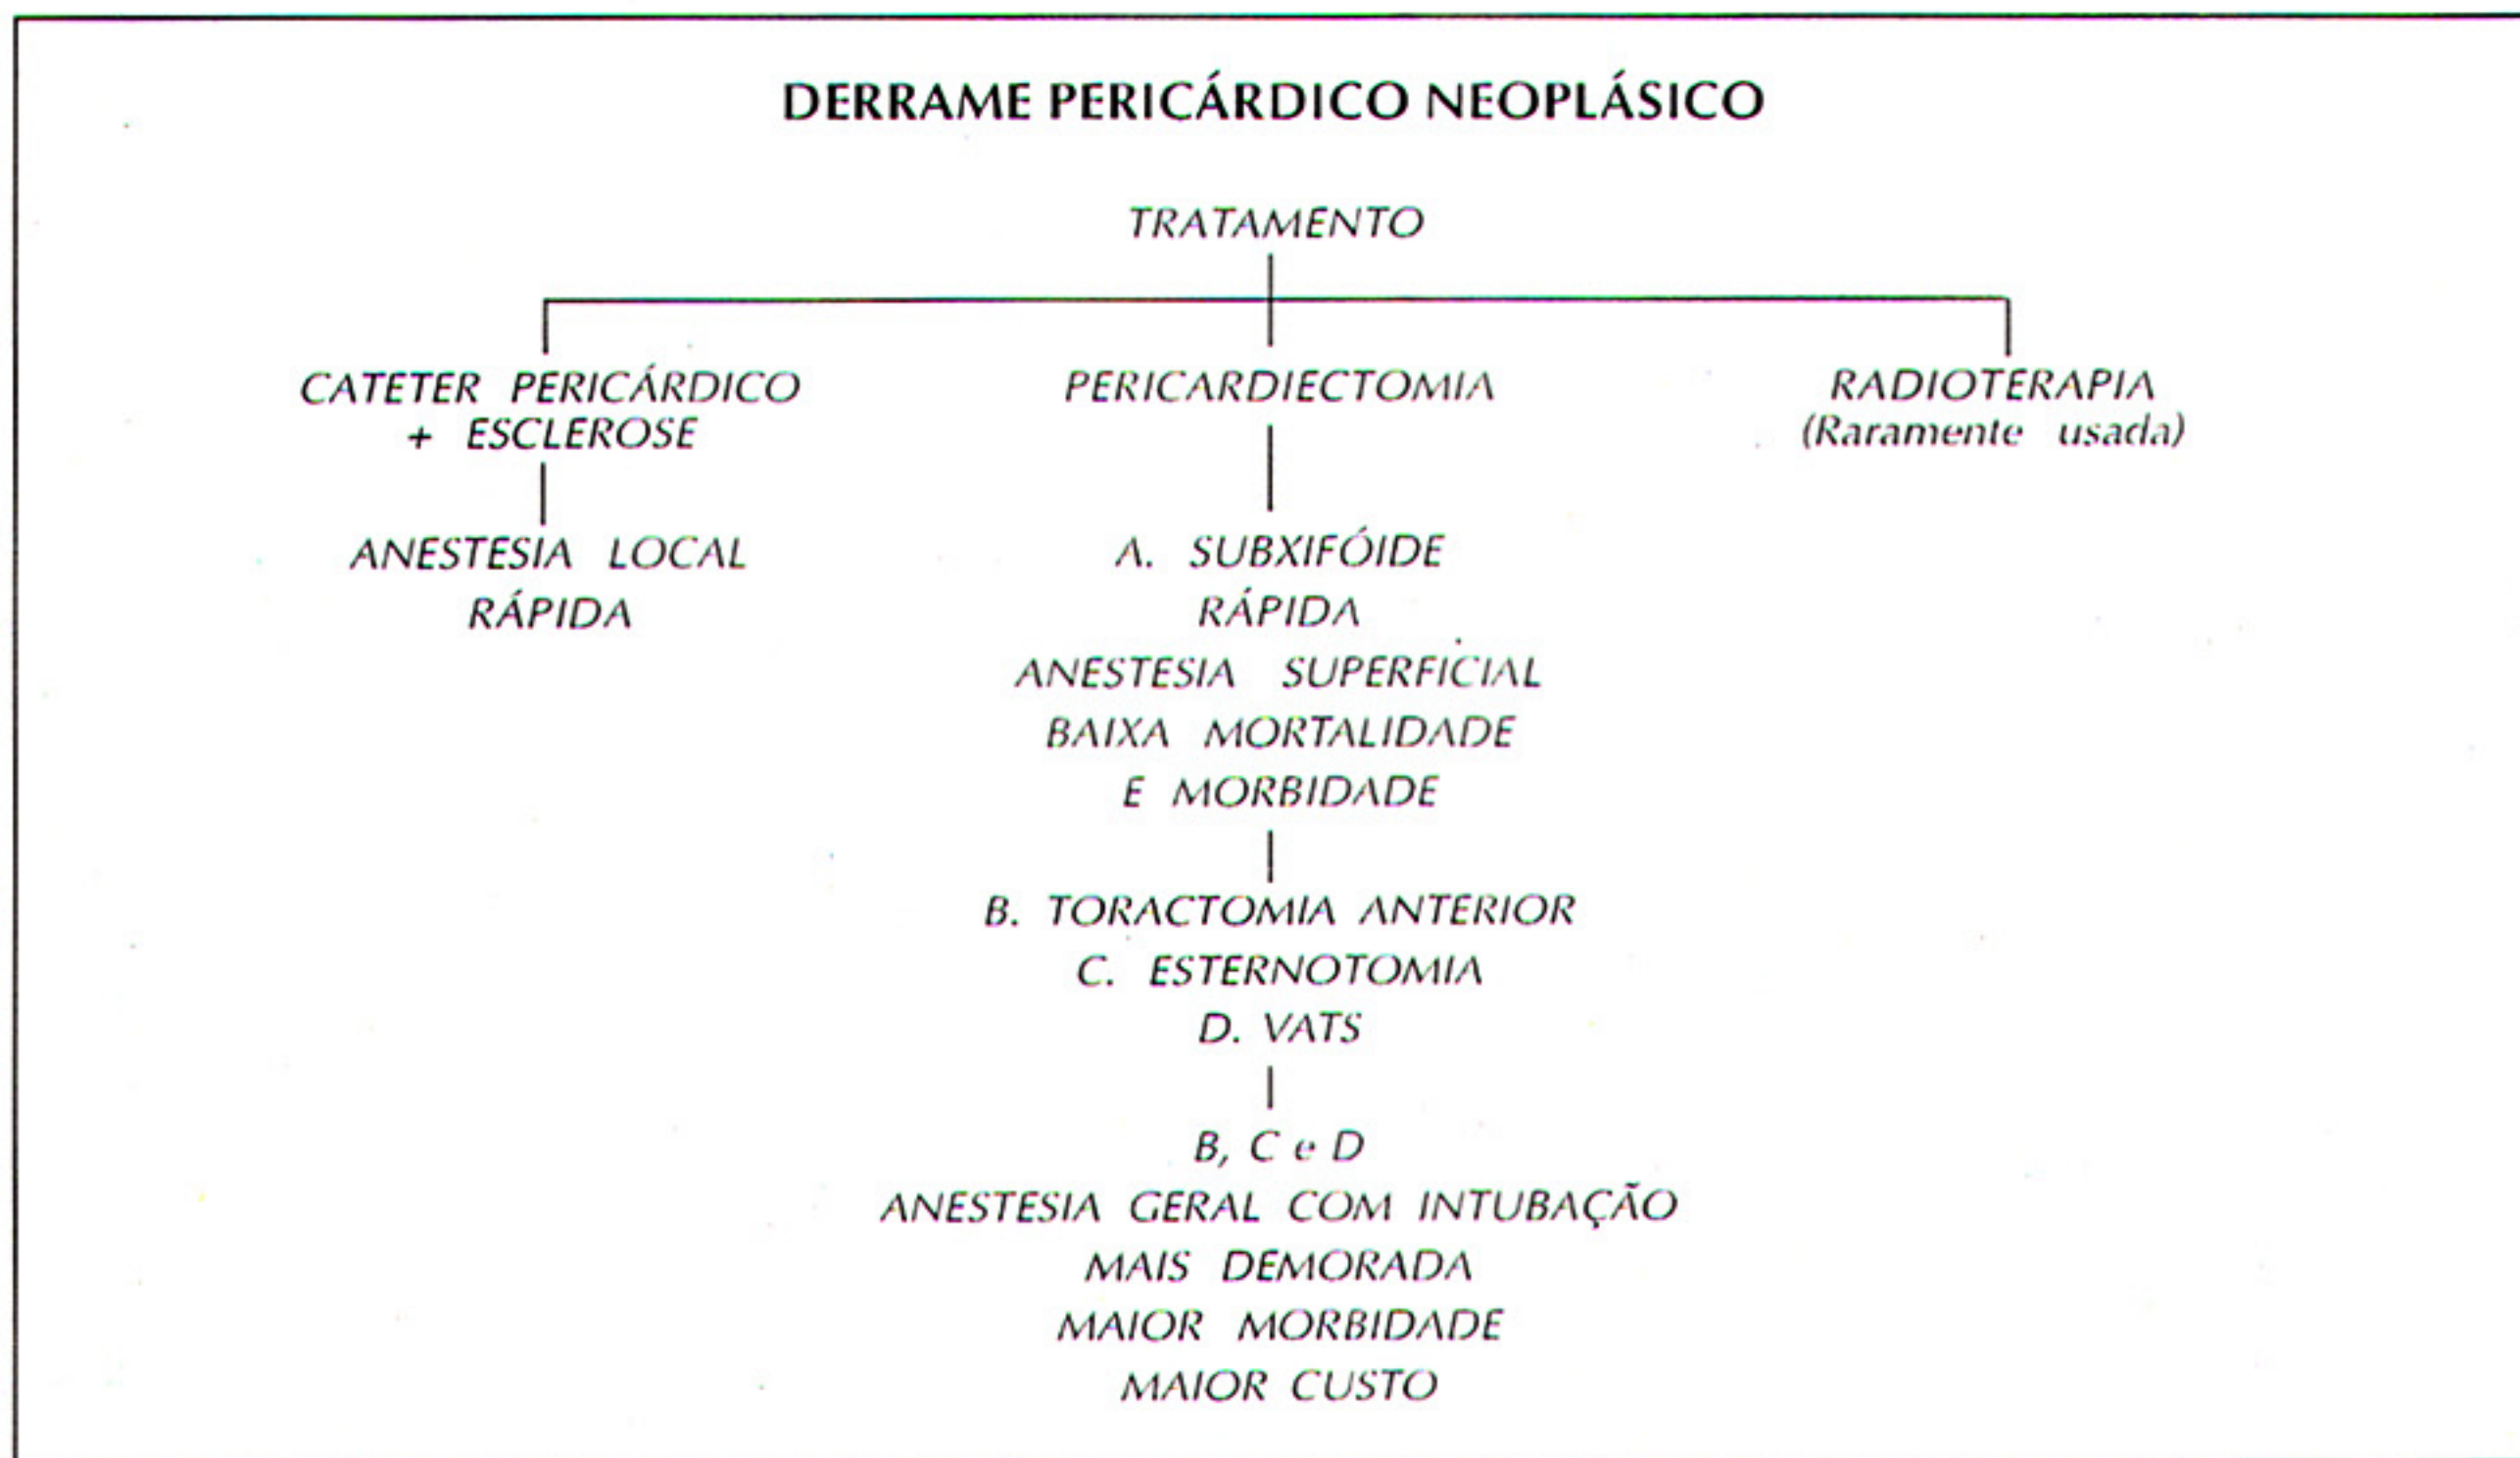 DERRAME PERICÁRDICO NEOPLÁSICO
TRATAMENTO
CATETER PERICÁRDICO
+ ESCLEROSE
ANESTESIA LOCAL
RÁPIDA
PERICARDIECTOMIA
A. SUBXIFÓIDE
RÁPIDA
ANESTESIA SUPERFICIAL
BAIXA MORTALIDADE
E MORBIDADE
B. TORACTOMIA ANTERIOR
C. ESTERNOTOMIA
D. VATS
B, C e D
ANESTESIA GERAL COM INTUBAÇÃO
MAIS DEMORADA
MAIOR MORBIDADE
MAIOR CUSTO
RADIOTERAPIA
(Raramente usada)